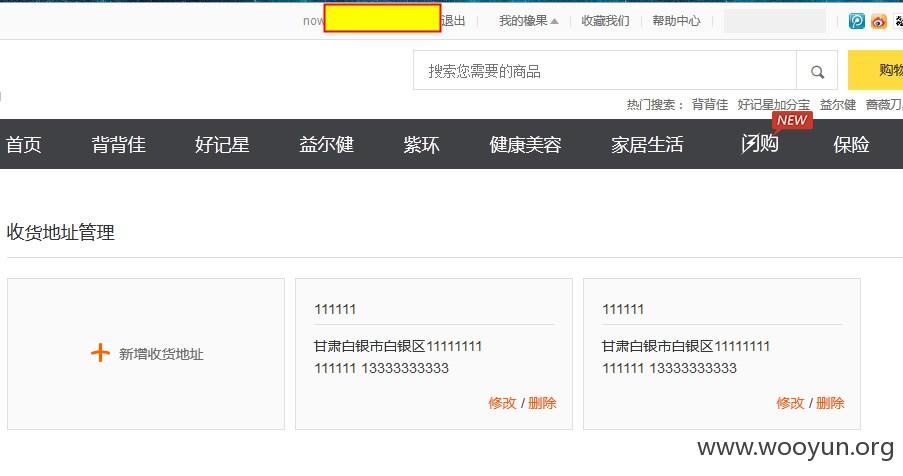 now
退出 我的橡果 收藏我们 帮助中心
搜索您需要的商品
购物
热门搜索： 背背佳 好记星加分宝 益尔健 蔷薇刀
NEW
首页 背背佳 好记星 益尔健 紫环 健康美容 家居生活 闪购 保险
收货地址管理
新增收货地址
111111
甘肃白银市白银区11111111
111111 13333333333
修改 / 删除
111111
甘肃白银市白银区11111111
111111 13333333333
修改 / 删除
www.wooyun.org